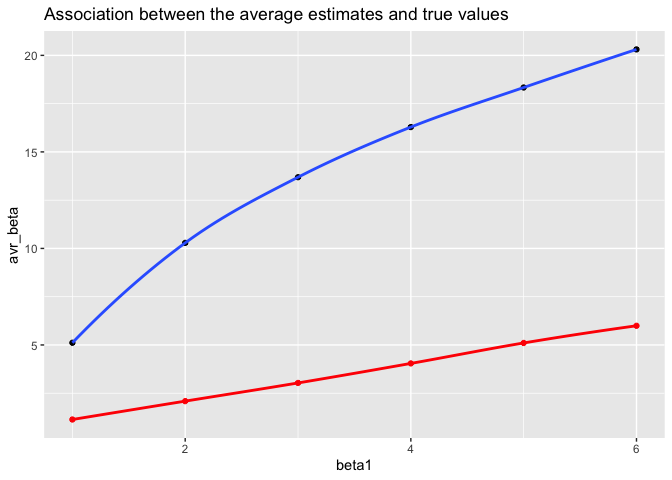 Association between the average estimates and true values
20
15
10
5
avr_beta
2
4
6
beta1